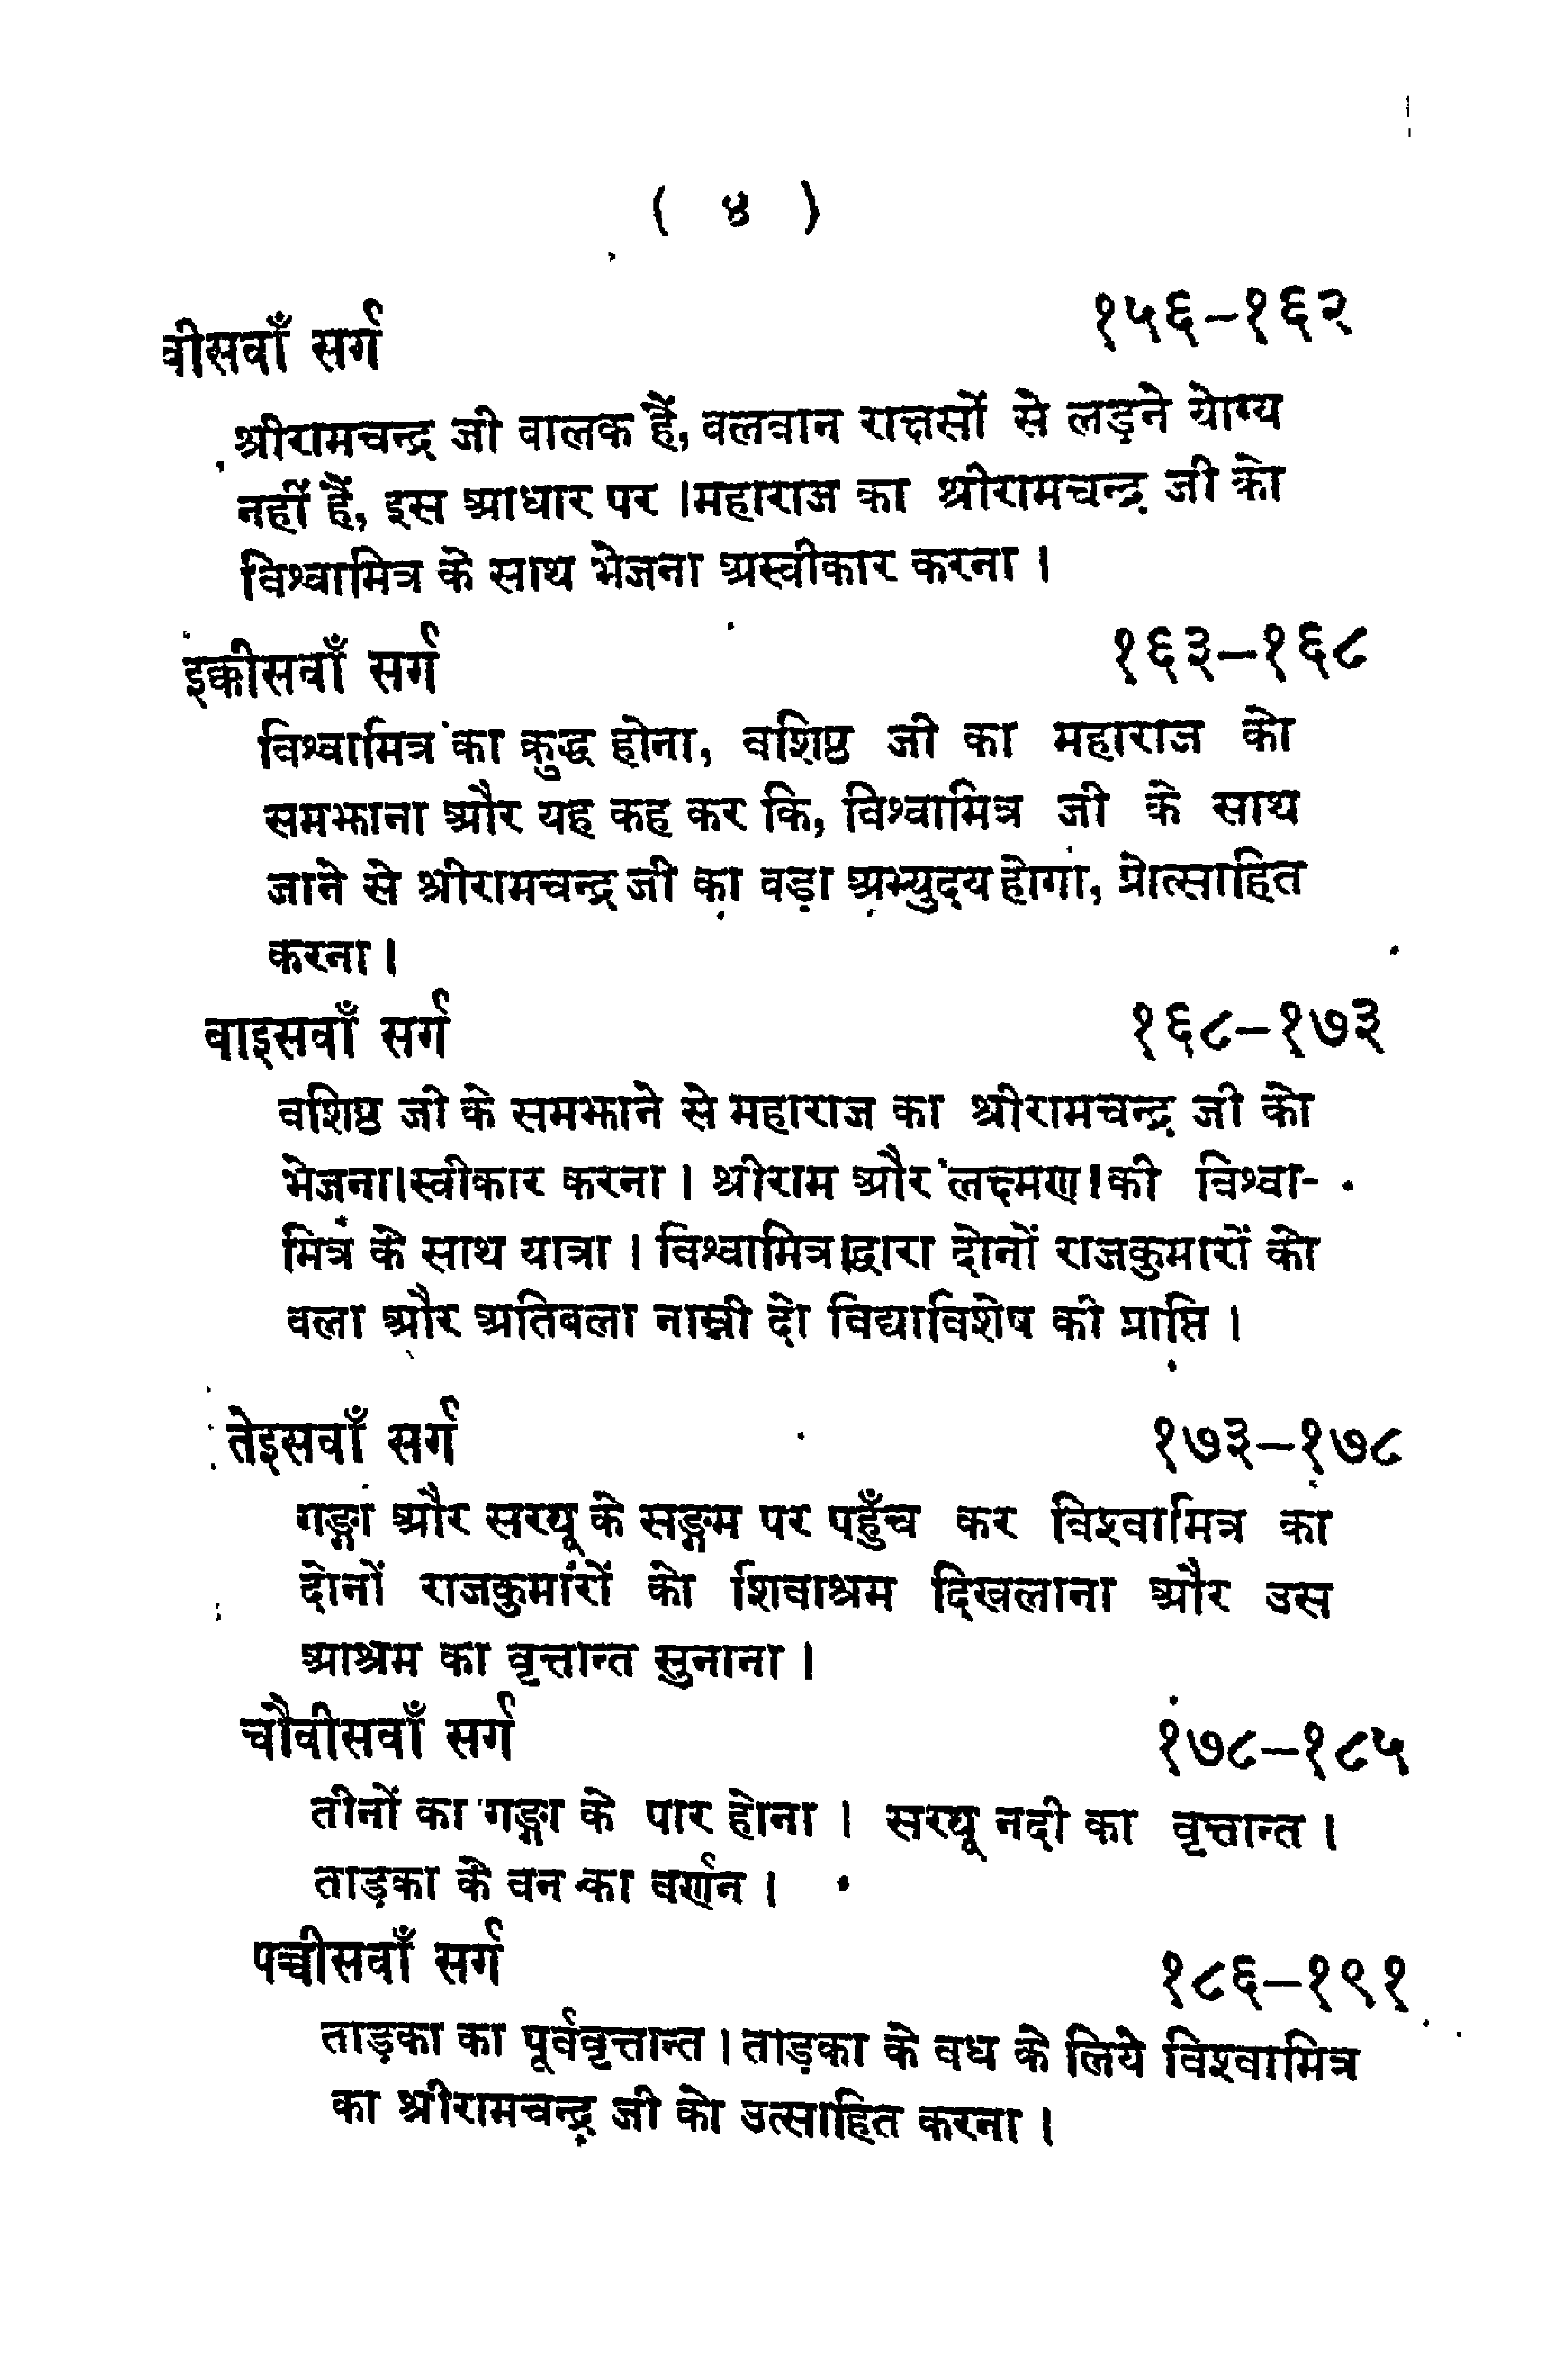 ( ४ )
वीसवाँ सर्ग १५६–१६२
श्रीरामचन्द्र जी वालक हैं, वलवान राक्षसों से लड़ने योग्य
नहीं हैं, इस आधार पर महाराज का श्रीरामचन्द्र जी को
विश्वामित्र के साथ भेजना अस्वीकार करना ।
इक्कीसवाँ सर्ग १६३–१६८
विश्वामित्र का क्रुद्ध होना, वशिष्ठ जी का महाराज को
समझाना और यह कह कर कि, विश्वामित्र जी के साथ
जाने से श्रीरामचन्द्र जी का वड़ा अभ्युदय होगा, प्रोत्साहित
करना ।
वाइसवाँ सर्ग १६८–१७३
वशिष्ठ जी के समझाने से महाराज का श्रीरामचन्द्र जी को
भेजना स्वीकार करना । श्रीराम और लक्ष्मण की विश्वा-
मित्र के साथ यात्रा । विश्वामित्र द्वारा दोनों राजकुमारों को
वला और अतिबला नाम्नी दो विद्याविशेष की प्राप्ति ।
तेइसवाँ सर्ग १७३–१७८
गङ्गा और सरयू के सङ्गम पर पहुँच कर विश्वामित्र का
दोनों राजकुमारों को शिवाश्रम दिखलाना और उस
आश्रम का वृत्तान्त सुनाना ।
चौवीसवाँ सर्ग १७८–१८५
तीनों का गङ्गा के पार होना । सरयू नदी का वृत्तान्त ।
ताड़का के वन का वर्णन ।
पच्चीसवाँ सर्ग १८६–१९१
ताड़का का पूर्ववृत्तान्त । ताड़का के वध के लिये विश्वामित्र
का श्रीरामचन्द्र जी को उत्साहित करना ।